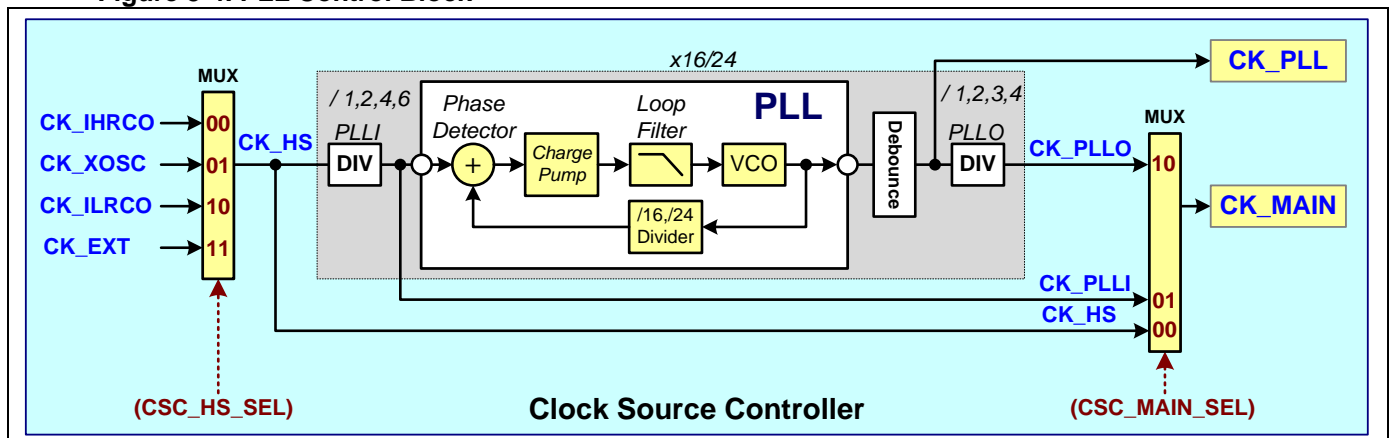 x16/24
CK_PLL
MUX
/ 1,2,4,6
Phase
Detector
Loop
Filter
PLL
/ 1,2,3,4
MUX
CK_IHRCO
00
CK_HS
PLLI
PLLO
CK_PLLO
CK_XOSC
01
DIV
+
Charge
Pump
VCO
Debounce
DIV
10
CK_ILRCO
10
/16,/24
Divider
CK_MAIN
CK_EXT
11
CK_PLLI
01
CK_HS
00
(CSC_HS_SEL)
Clock Source Controller
(CSC_MAIN_SEL)